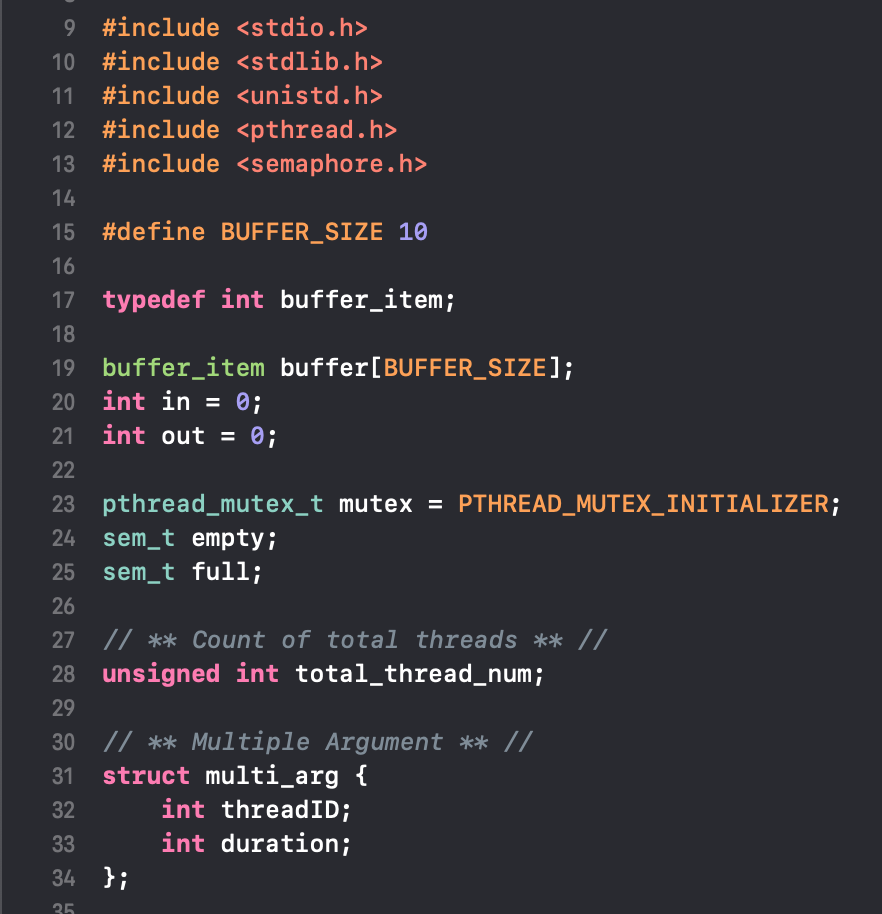 9 #include <stdio.h>
10 #include <stdlib.h>
11 #include <unistd.h>
12 #include <pthread.h>
13 #include <semaphore.h>
14
15 #define BUFFER_SIZE 10
16
17 typedef int buffer_item;
18
19 buffer_item buffer[BUFFER_SIZE];
20 int in = 0;
21 int out = 0;
22
23 pthread_mutex_t mutex = PTHREAD_MUTEX_INITIALIZER;
24 sem_t empty;
25 sem_t full;
26
27 // ** Count of total threads ** //
28 unsigned int total_thread_num;
29
30 // ** Multiple Argument ** //
31 struct multi_arg {
32     int threadID;
33     int duration;
34 };
35